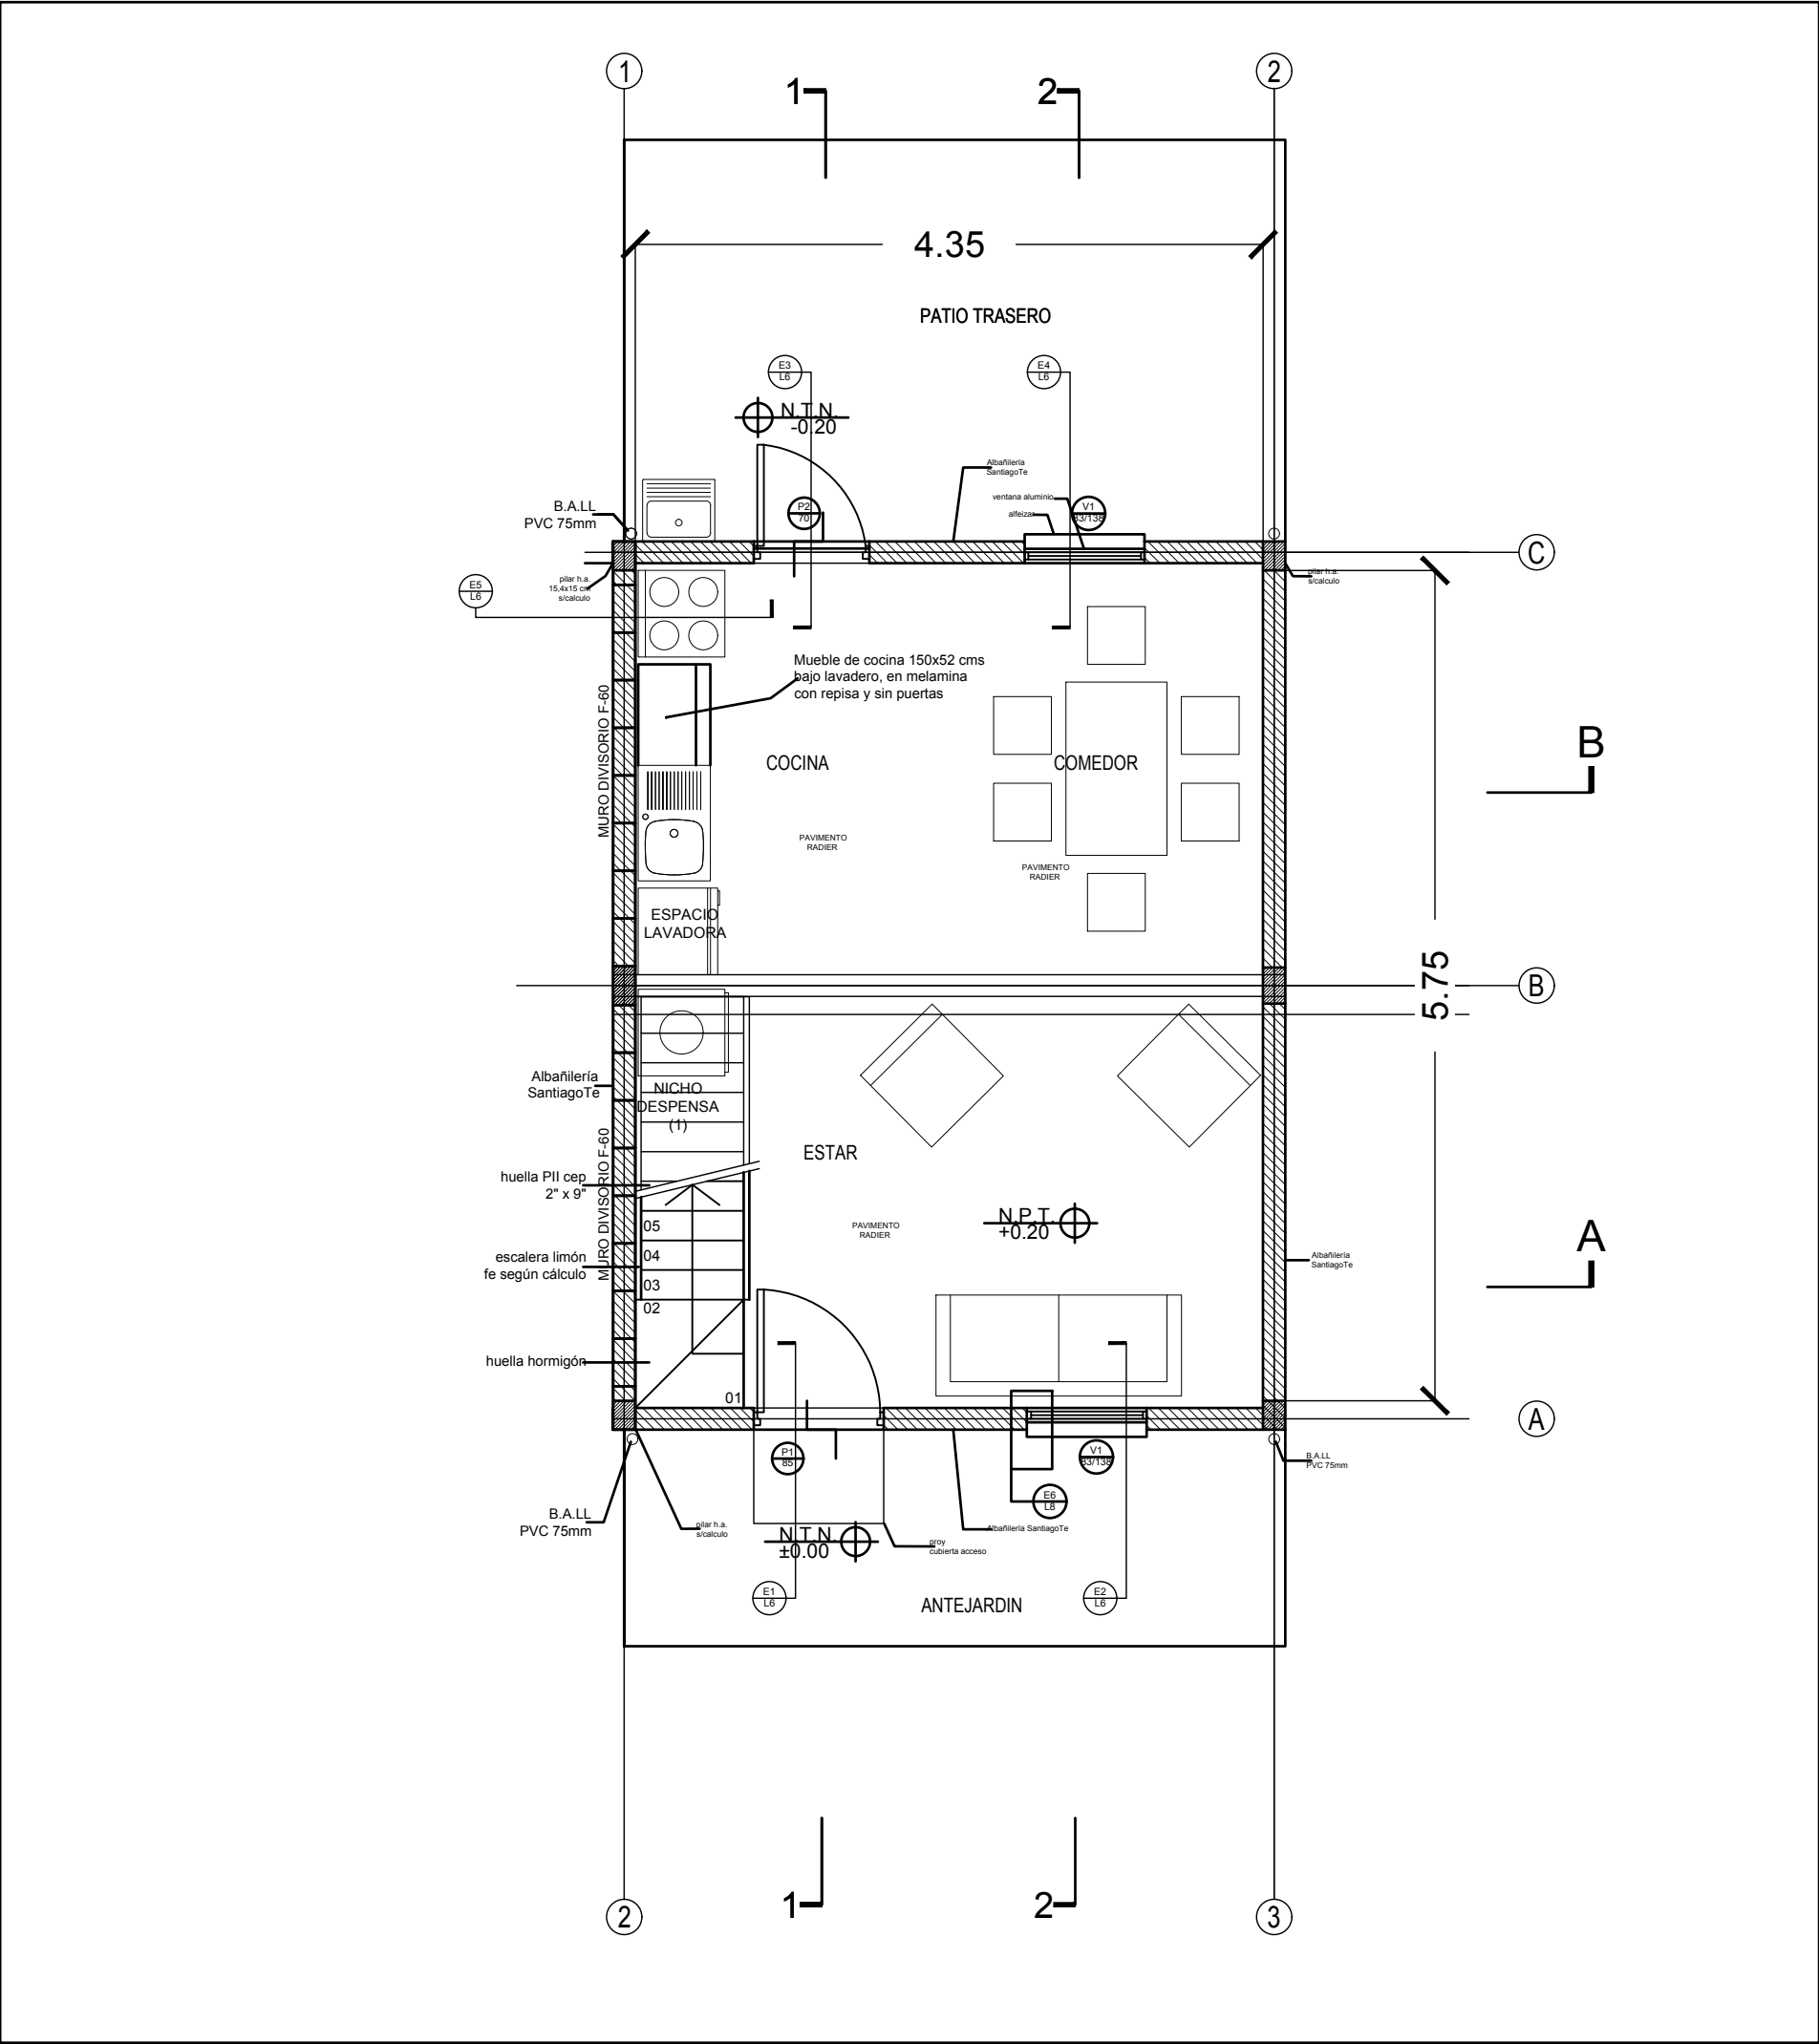 1
2
1
2
4.35
PATIO TRASERO
E3
L6
E4
L6
N.T.N.
-0.20
Albañilería
SantiagoTe
ventana aluminio
alfeizar
P2
70
V1
83/138
B.A.LL
PVC 75mm
C
pilar h.a.
15,4x15 cm
s/calculo
pilar h.a.
s/calculo
E5
L6
Mueble de cocina 150x52 cms
bajo lavadero, en melamina
con repisa y sin puertas
MURO DIVISORIO F-60
COCINA
COMEDOR
B
PAVIMENTO
RADIER
PAVIMENTO
RADIER
ESPACIO
LAVADORA
5.75
B
Albañilería
SantiagoTe
NICHO
DESPENSA
(1)
ESTAR
huella PII cep
2" x 9"
MURO DIVISORIO F-60
05
04
03
02
01
PAVIMENTO
RADIER
N.P.T.
+0.20
A
escalera limón
fe según cálculo
Albañilería
SantiagoTe
huella hormigón
A
P1
85
V1
83/138
B.A.LL
PVC 75mm
E6
L8
B.A.LL
PVC 75mm
pilar h.a.
s/calculo
N.T.N.
±0.00
Albañilería SantiagoTe
proy
cubierta acceso
E1
L6
E2
L6
ANTEJARDIN
1
2
2
3